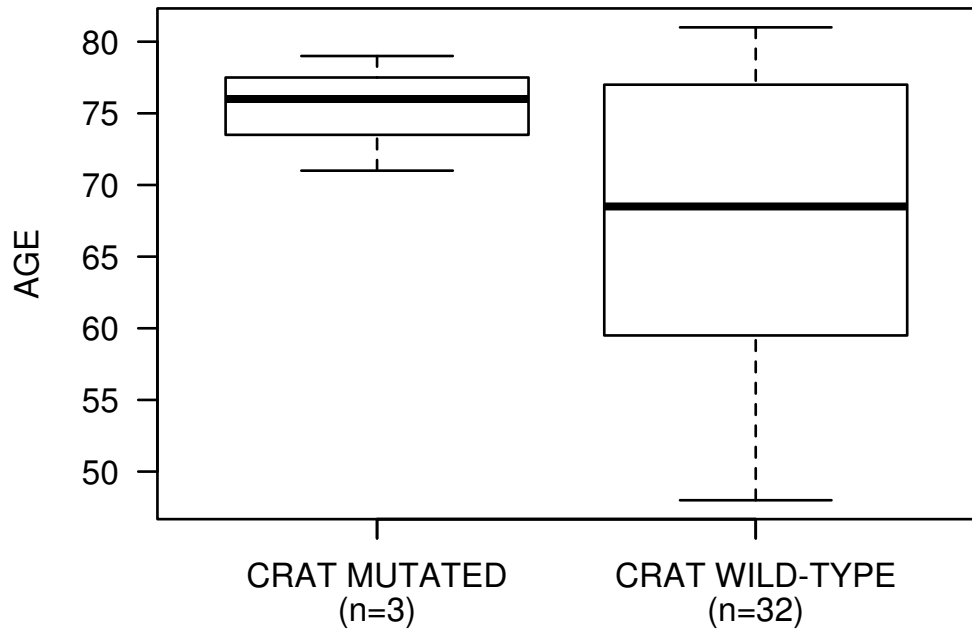 AGE
80
75
70
65
60
55
50
CRAT MUTATED
(n=3)
CRAT WILD-TYPE
(n=32)